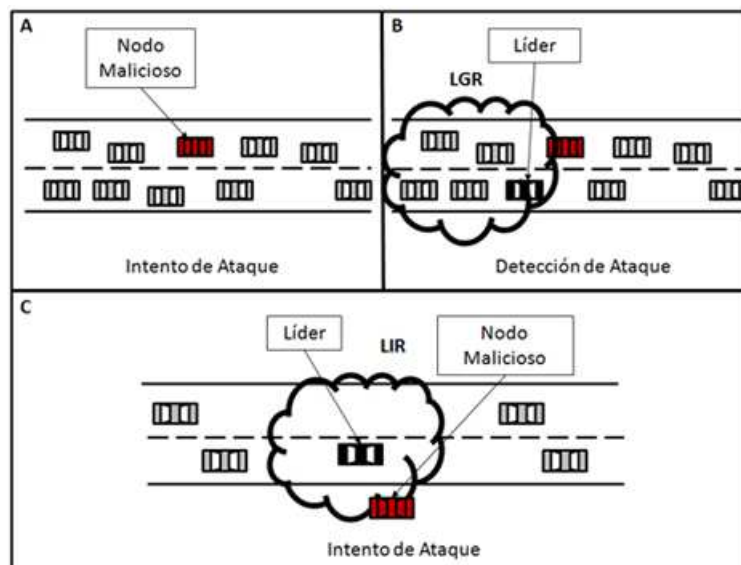 A
Nodo
Malicioso
Intento de Ataque
B
Líder
LGR
Detección de Ataque
C
Líder
LIR
Nodo
Malicioso
Intento de Ataque